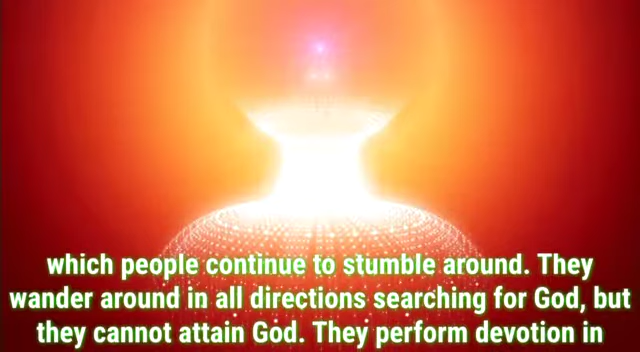 which people continue to stumble around. They
wander around in all directions searching for God, but
they cannot attain God. They perform devotion in